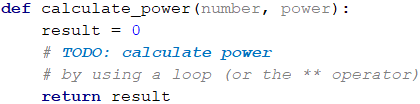 def calculate_power(number, power):
    result = 0
    # TODO: calculate power
    # by using a loop (or the ** operator)
    return result